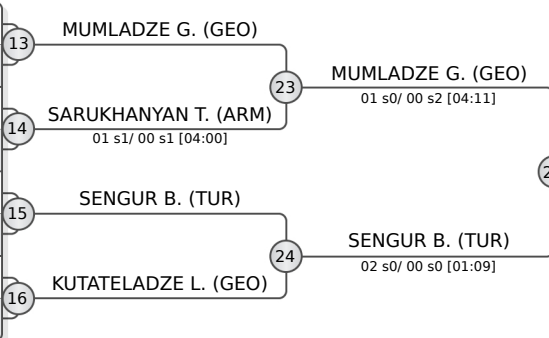 MUMLADZE G. (GEO)
13
23
MUMLADZE G. (GEO)
01 s0/ 00 s2 [04:11]
SARUKHANYAN T. (ARM)
14
01 s1/ 00 s1 [04:00]
SENGUR B. (TUR)
15
24
SENGUR B. (TUR)
02 s0/ 00 s0 [01:09]
KUTATELADZE L. (GEO)
16